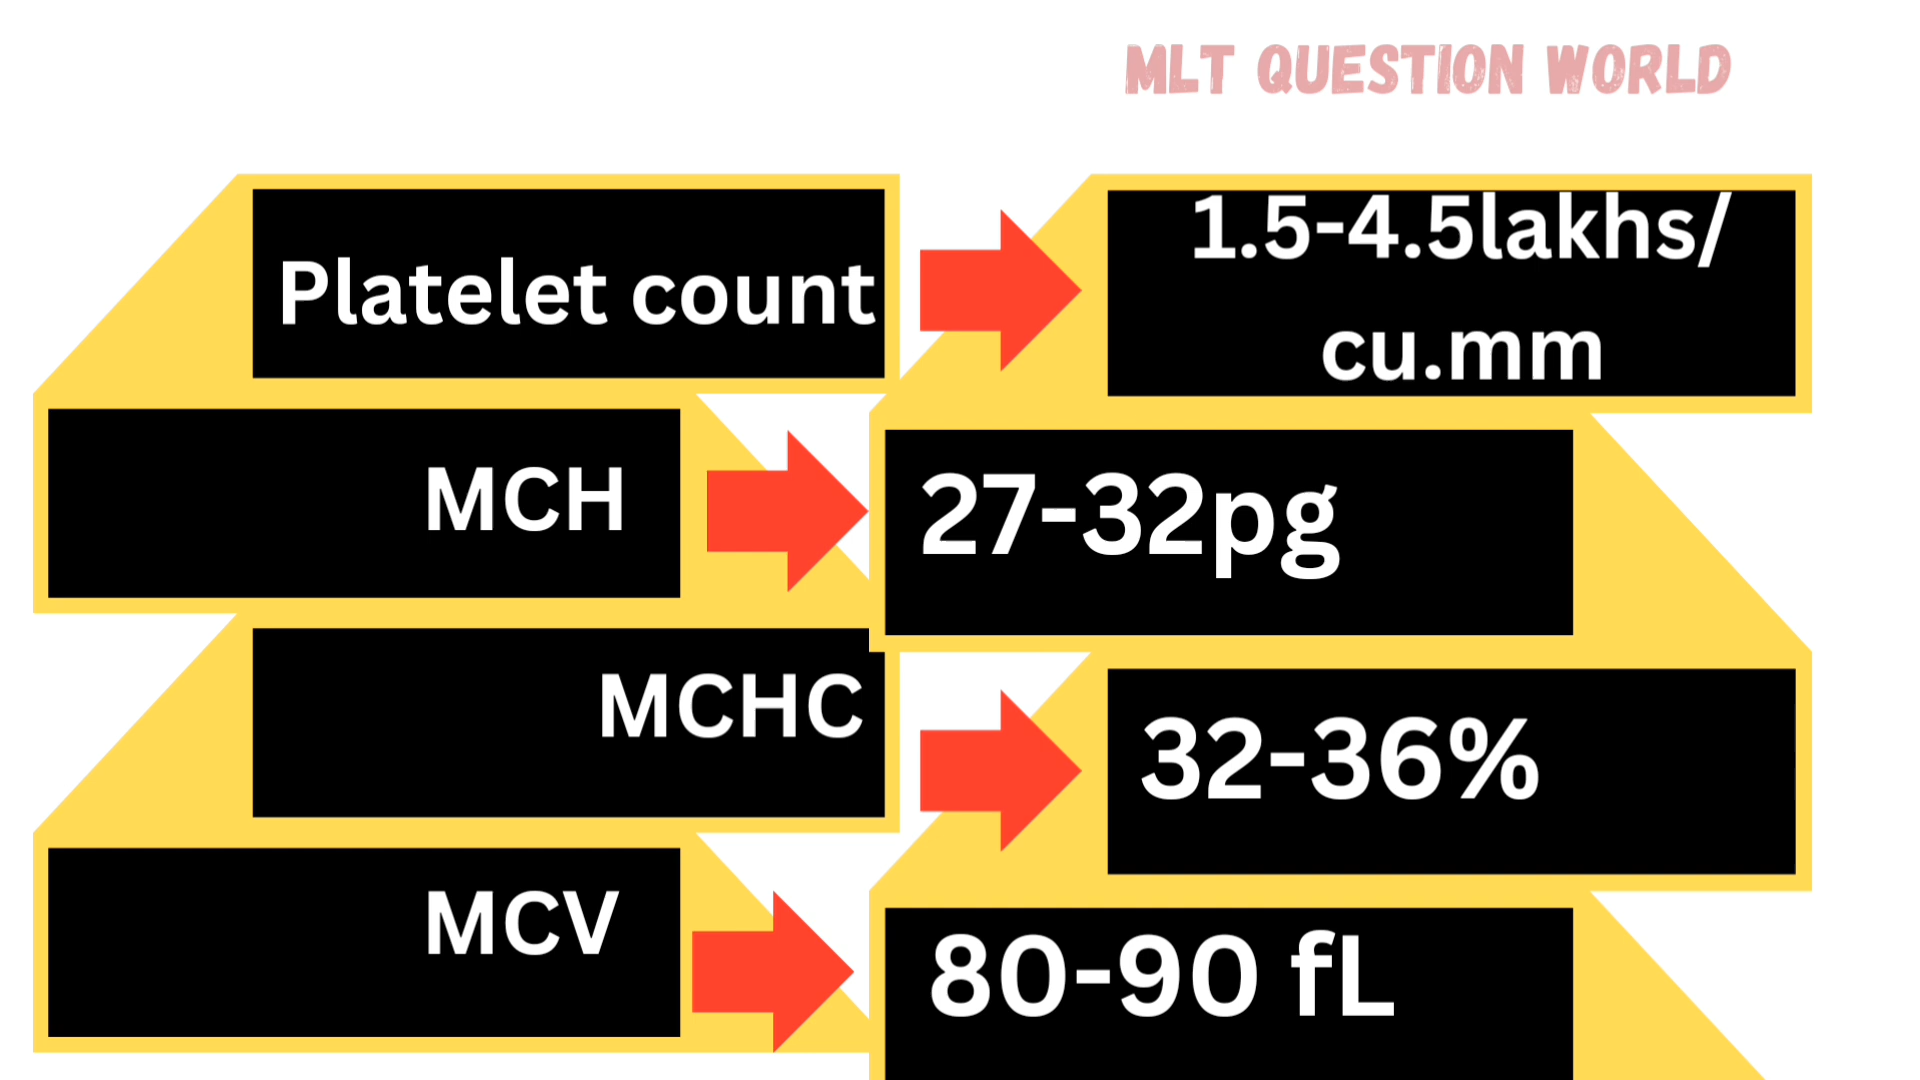 MLT QUESTION WORLD
Platelet count
1.5-4.5lakhs/
cu.mm
MCH
27-32pg
MCHC
32-36%
MCV
80-90 fL